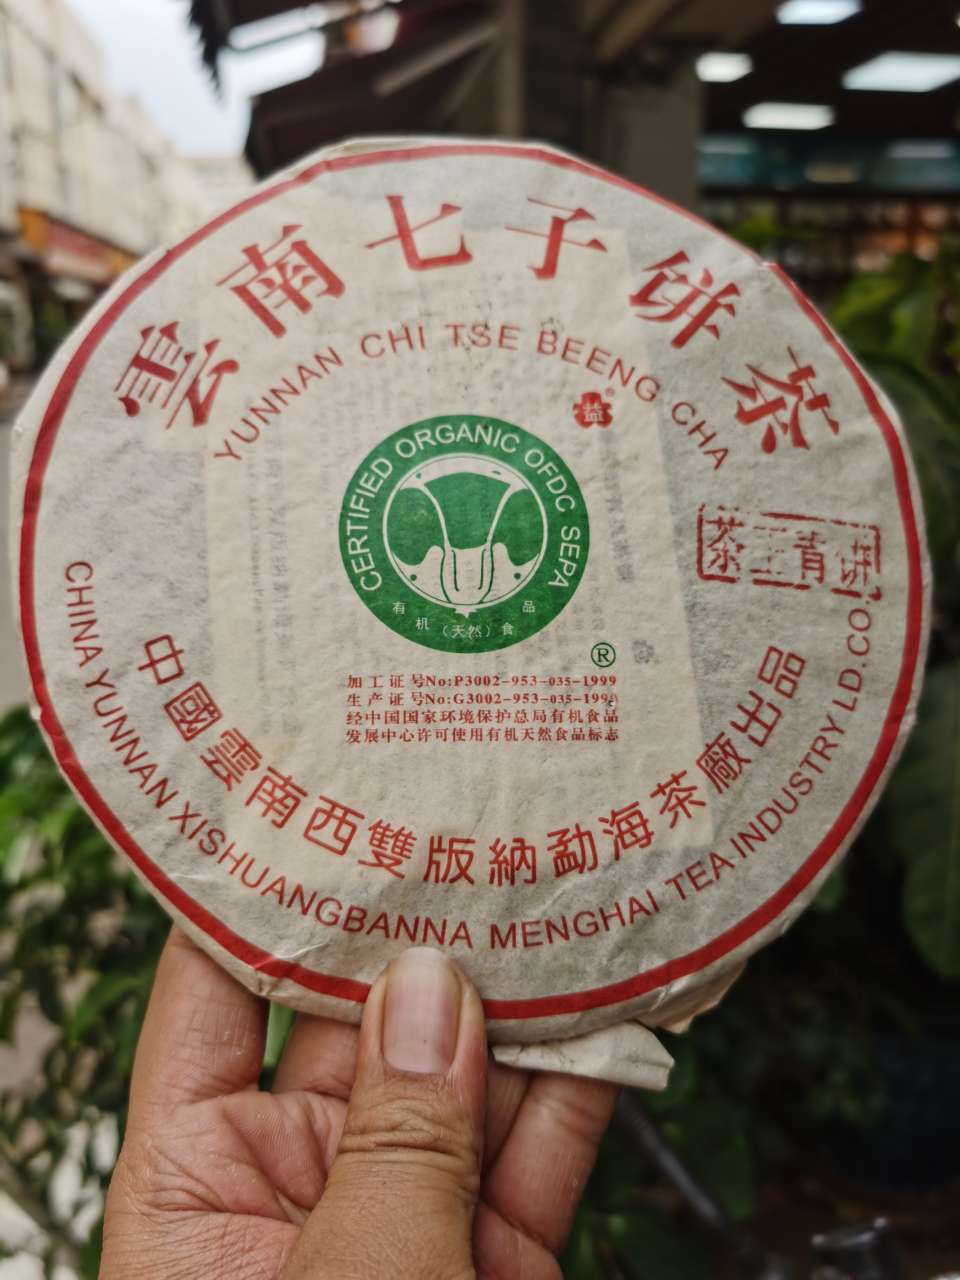 雲南七子餅茶
YUNNAN CHI TSE BEENG CHA
益
®
CERTIFIED ORGANIC OFDC SEPA
有机(天然)食品
茶王青饼
®
加工证号No:P3002-953-035-1999
生产证号No:G3002-953-035-1999
经中国国家环境保护总局有机食品
发展中心许可使用有机天然食品标志
中國雲南西雙版納勐海茶廠出品
CHINA YUNNAN XISHUANGBANNA MENGHAI TEA INDUSTRY LD.CO.